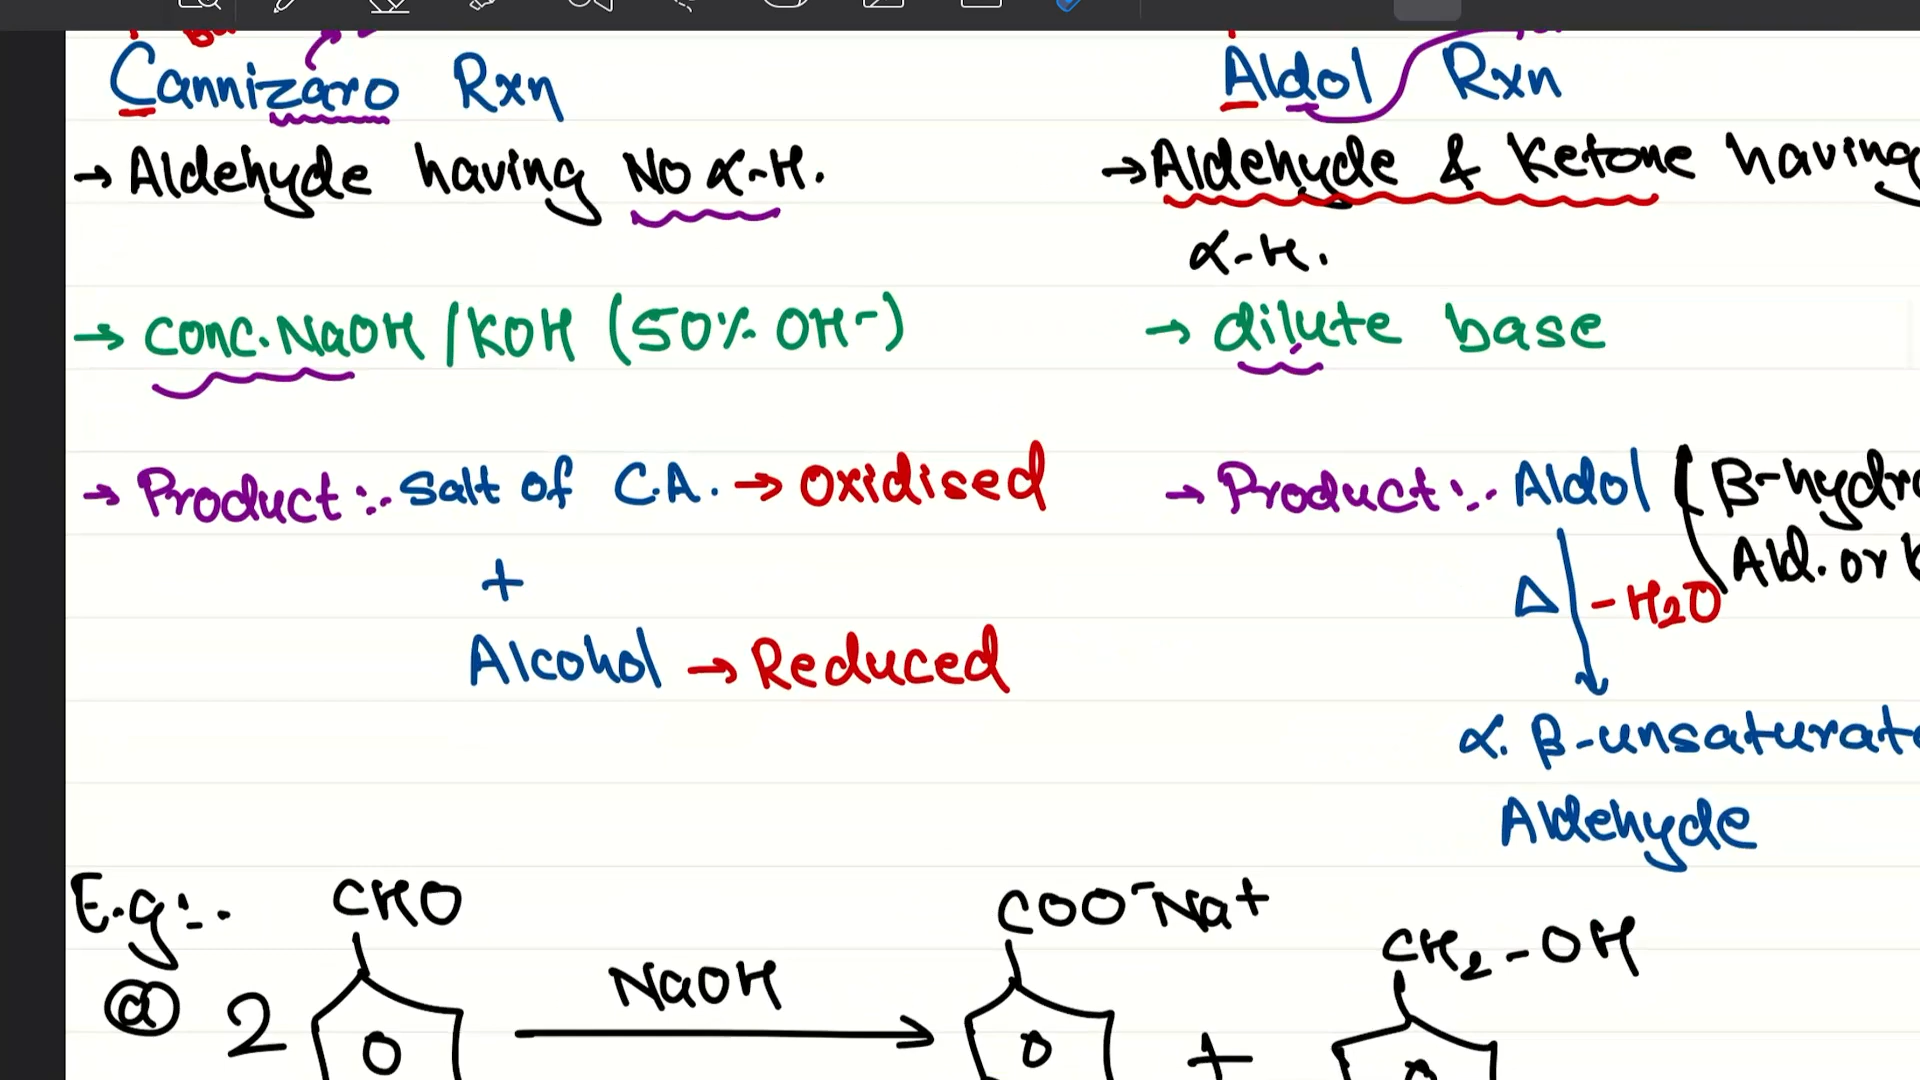 Cannizaro Rxn
→ Aldehyde having No α-H.
→ Conc. NaOH / KOH (50% OH-)
→ Product:- Salt of C.A. → Oxidised
+
Alcohol → Reduced
Aldol Rxn
→ Aldehyde & Ketone having
α-H.
→ dilute base
→ Product:- Aldol (β-hydro
Ald. or
Δ -H2O
α. β-unsaturate
Aldehyde
E.g:-
CHO COO-Na+ CH2-OH
(a) 2 NaOH +